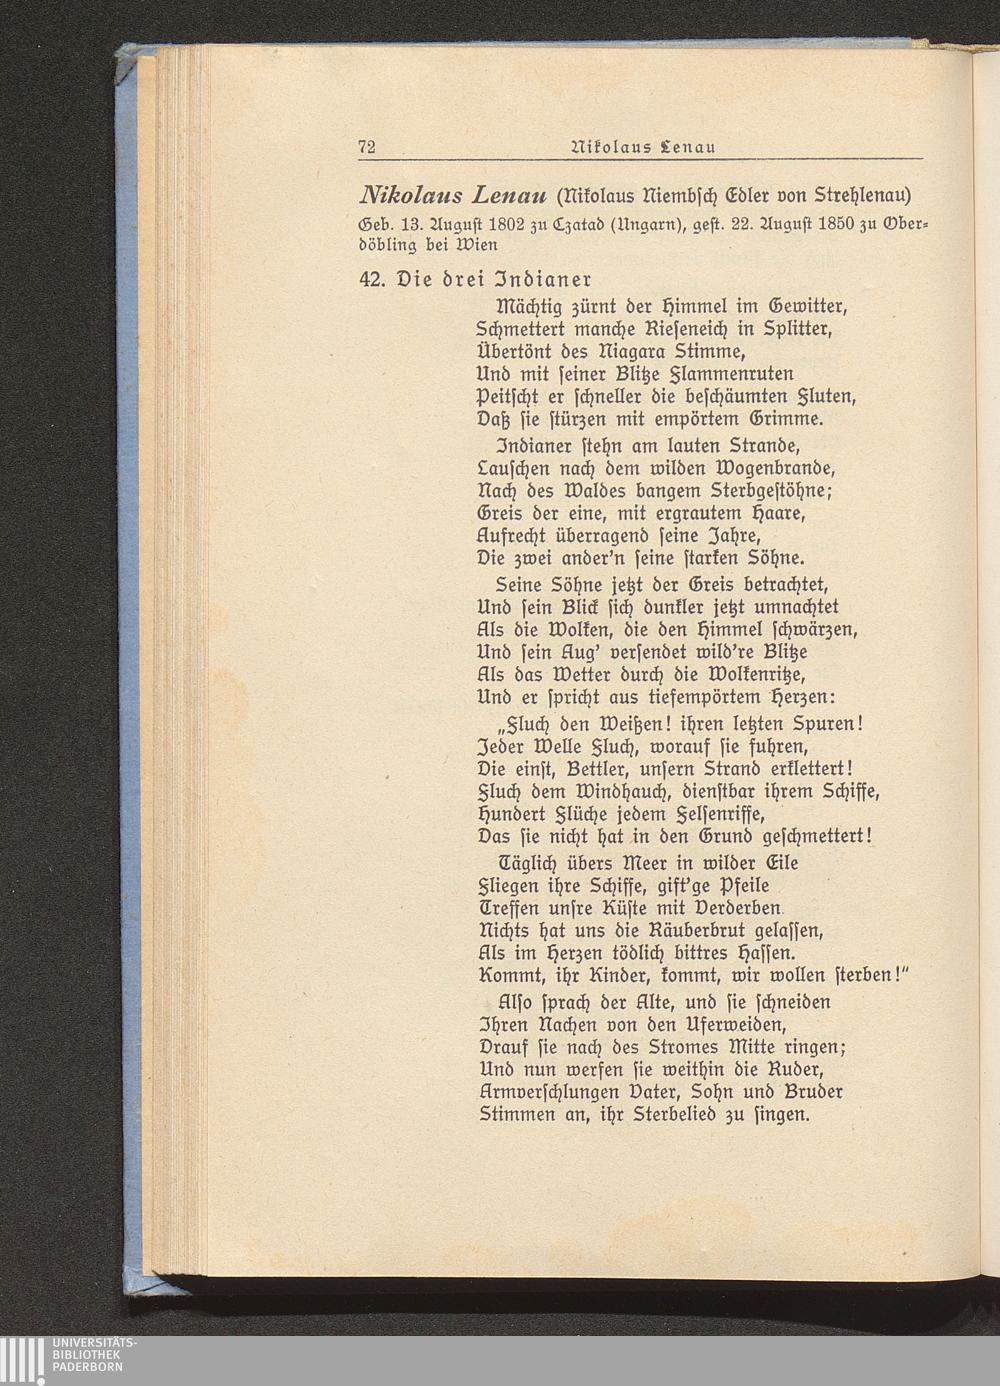 72 Nikolaus Lenau
Nikolaus Lenau (Nikolaus Niembsch Edler von Strehlenau)
Geb. 13. August 1802 zu Czatad (Ungarn), gest. 22. August 1850 zu Ober-
döbling bei Wien
42. Die drei Indianer
Mächtig zürnt der Himmel im Gewitter,
Schmettert manche Rieseneich in Splitter,
Übertönt des Niagara Stimme,
Und mit seiner Blitze Flammenruten
Peitscht er schneller die beschäumten Fluten,
Daß sie stürzen mit empörtem Grimme.
Indianer stehn am lauten Strande,
Lauschen nach dem wilden Wogenbrande,
Nach des Waldes bangem Sterbgestöhne;
Greis der eine, mit ergrautem Haare,
Aufrecht überragend seine Jahre,
Die zwei ander'n seine starken Söhne.
Seine Söhne jetzt der Greis betrachtet,
Und sein Blick sich dunkler jetzt umnachtet
Als die Wolken, die den Himmel schwärzen,
Und sein Aug' versendet wild're Blitze
Als das Wetter durch die Wolkenritze,
Und er spricht aus tiefempörtem Herzen:
„Fluch den Weißen! ihren letzten Spuren!
Jeder Welle Fluch, worauf sie fuhren,
Die einst, Bettler, unsern Strand erklettert!
Fluch dem Windhauch, dienstbar ihrem Schiffe,
Hundert Flüche jedem Felsenriffe,
Das sie nicht hat in den Grund geschmettert!
Täglich übers Meer in wilder Eile
Fliegen ihre Schiffe, gift'ge Pfeile
Treffen unsre Küste mit Verderben.
Nichts hat uns die Räuberbrut gelassen,
Als im Herzen tödlich bittres Hassen.
Kommt, ihr Kinder, kommt, wir wollen sterben!"
Also sprach der Alte, und sie schneiden
Ihren Nachen von den Uferweiden,
Drauf sie nach des Stromes Mitte ringen;
Und nun werfen sie weithin die Ruder,
Armverschlungen Vater, Sohn und Bruder
Stimmen an, ihr Sterbelied zu singen.
UNIVERSITÄTS-
BIBLIOTHEK
PADERBORN